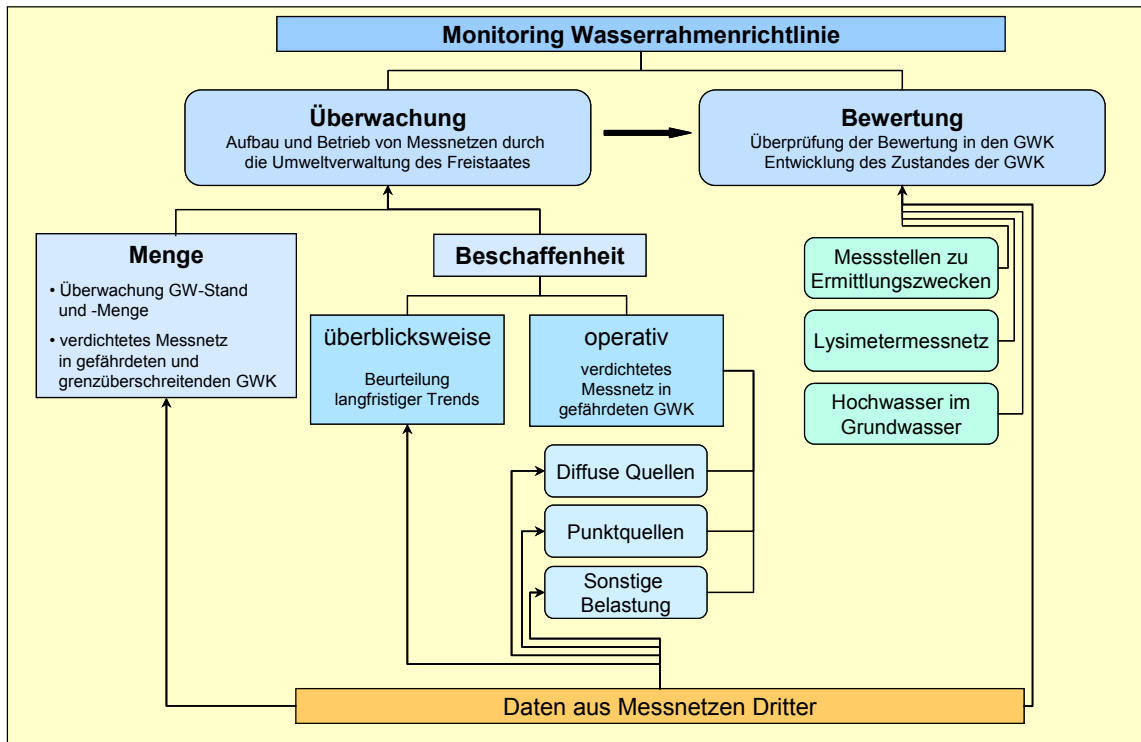 Monitoring Wasserrahmenrichtlinie
Überwachung
Aufbau und Betrieb von Messnetzen durch
die Umweltverwaltung des Freistaates
Bewertung
Überprüfung der Bewertung in den GWK
Entwicklung des Zustandes der GWK
Menge
• Überwachung GW-Stand
und -Menge
• verdichtetes Messnetz
in gefährdeten und
grenzüberschreitenden GWK
Beschaffenheit
überblicksweise
Beurteilung
langfristiger Trends
operativ
verdichtetes
Messnetz in
gefährdeten GWK
Diffuse Quellen
Punktquellen
Sonstige
Belastung
Messstellen zu
Ermittlungszwecken
Lysimetermessnetz
Hochwasser im
Grundwasser
Daten aus Messnetzen Dritter